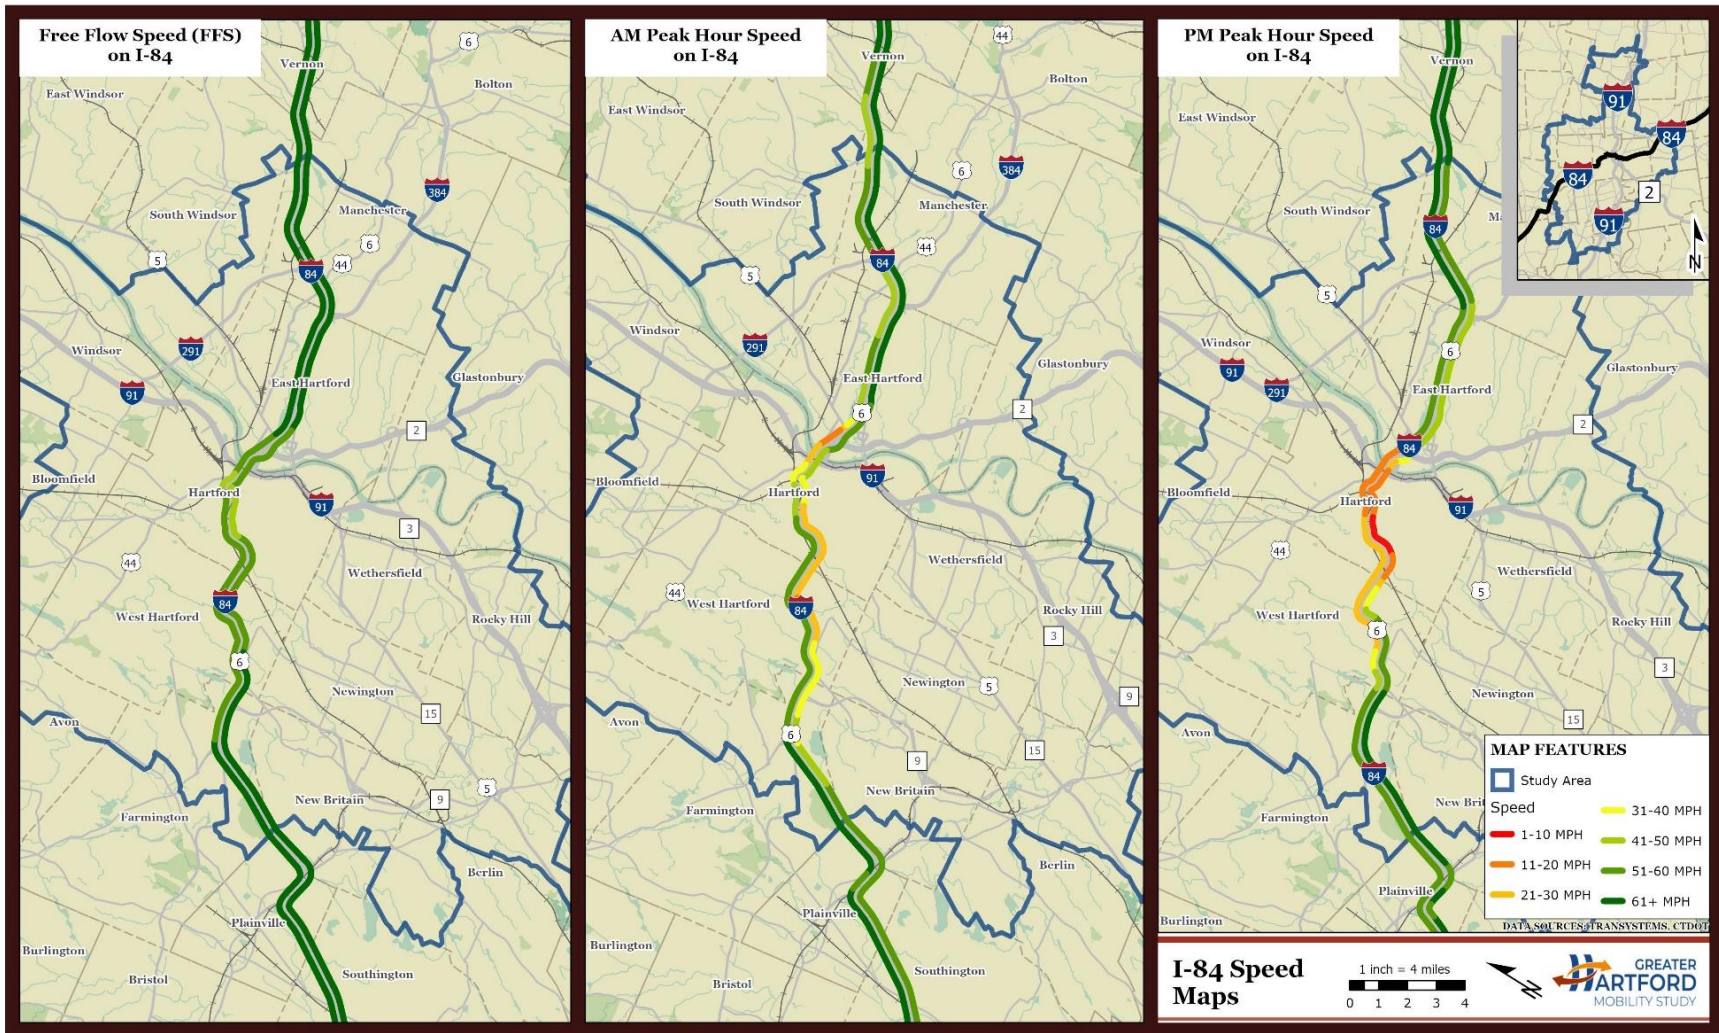 Free Flow Speed (FFS)
on I-84
6
Vernon
Bolton
East Windsor
384
South Windsor
Manchester
6
5
44
84
291
Windsor
91
East Hartford
Glastonbury
2
Bloomfield
Hartford
91
3
44
Wethersfield
84
West Hartford
Rocky Hill
6
Newington
15
Avon
5
New Britain
9
Farmington
Berlin
Plainville
Burlington
Bristol
Southington
AM Peak Hour Speed
on I-84
44
Vernon
Bolton
East Windsor
384
6
South Windsor
Manchester
44
84
5
Windsor
291
Glastonbury
East Hartford
2
6
91
Bloomfield
Hartford
Wethersfield
44
West Hartford
84
Rocky Hill
3
Newington
5
9
Avon
6
15
9
New Britain
Farmington
Berlin
Plainville
Burlington
Southington
Bristol
PM Peak Hour Speed
on I-84
Vernon
East Windsor
South Windsor
Ma
84
5
Windsor
91
6
291
Glastonbury
East Hartford
2
84
Bloomfield
Hartford
91
44
Wethersfield
5
West Hartford
6
Rocky Hill
3
Newington
15
Avon
84
New Brit
Farmington
Plainville
Burlington
91
84
84
2
91
N
MAP FEATURES
Study Area
Speed
1-10 MPH
11-20 MPH
21-30 MPH
31-40 MPH
41-50 MPH
51-60 MPH
61+ MPH
DATA SOURCES: TRANSYSTEMS, CTDOT
I-84 Speed
Maps
1 inch = 4 miles
0 1 2 3 4
N
GREATER
HARTFORD
MOBILITY STUDY